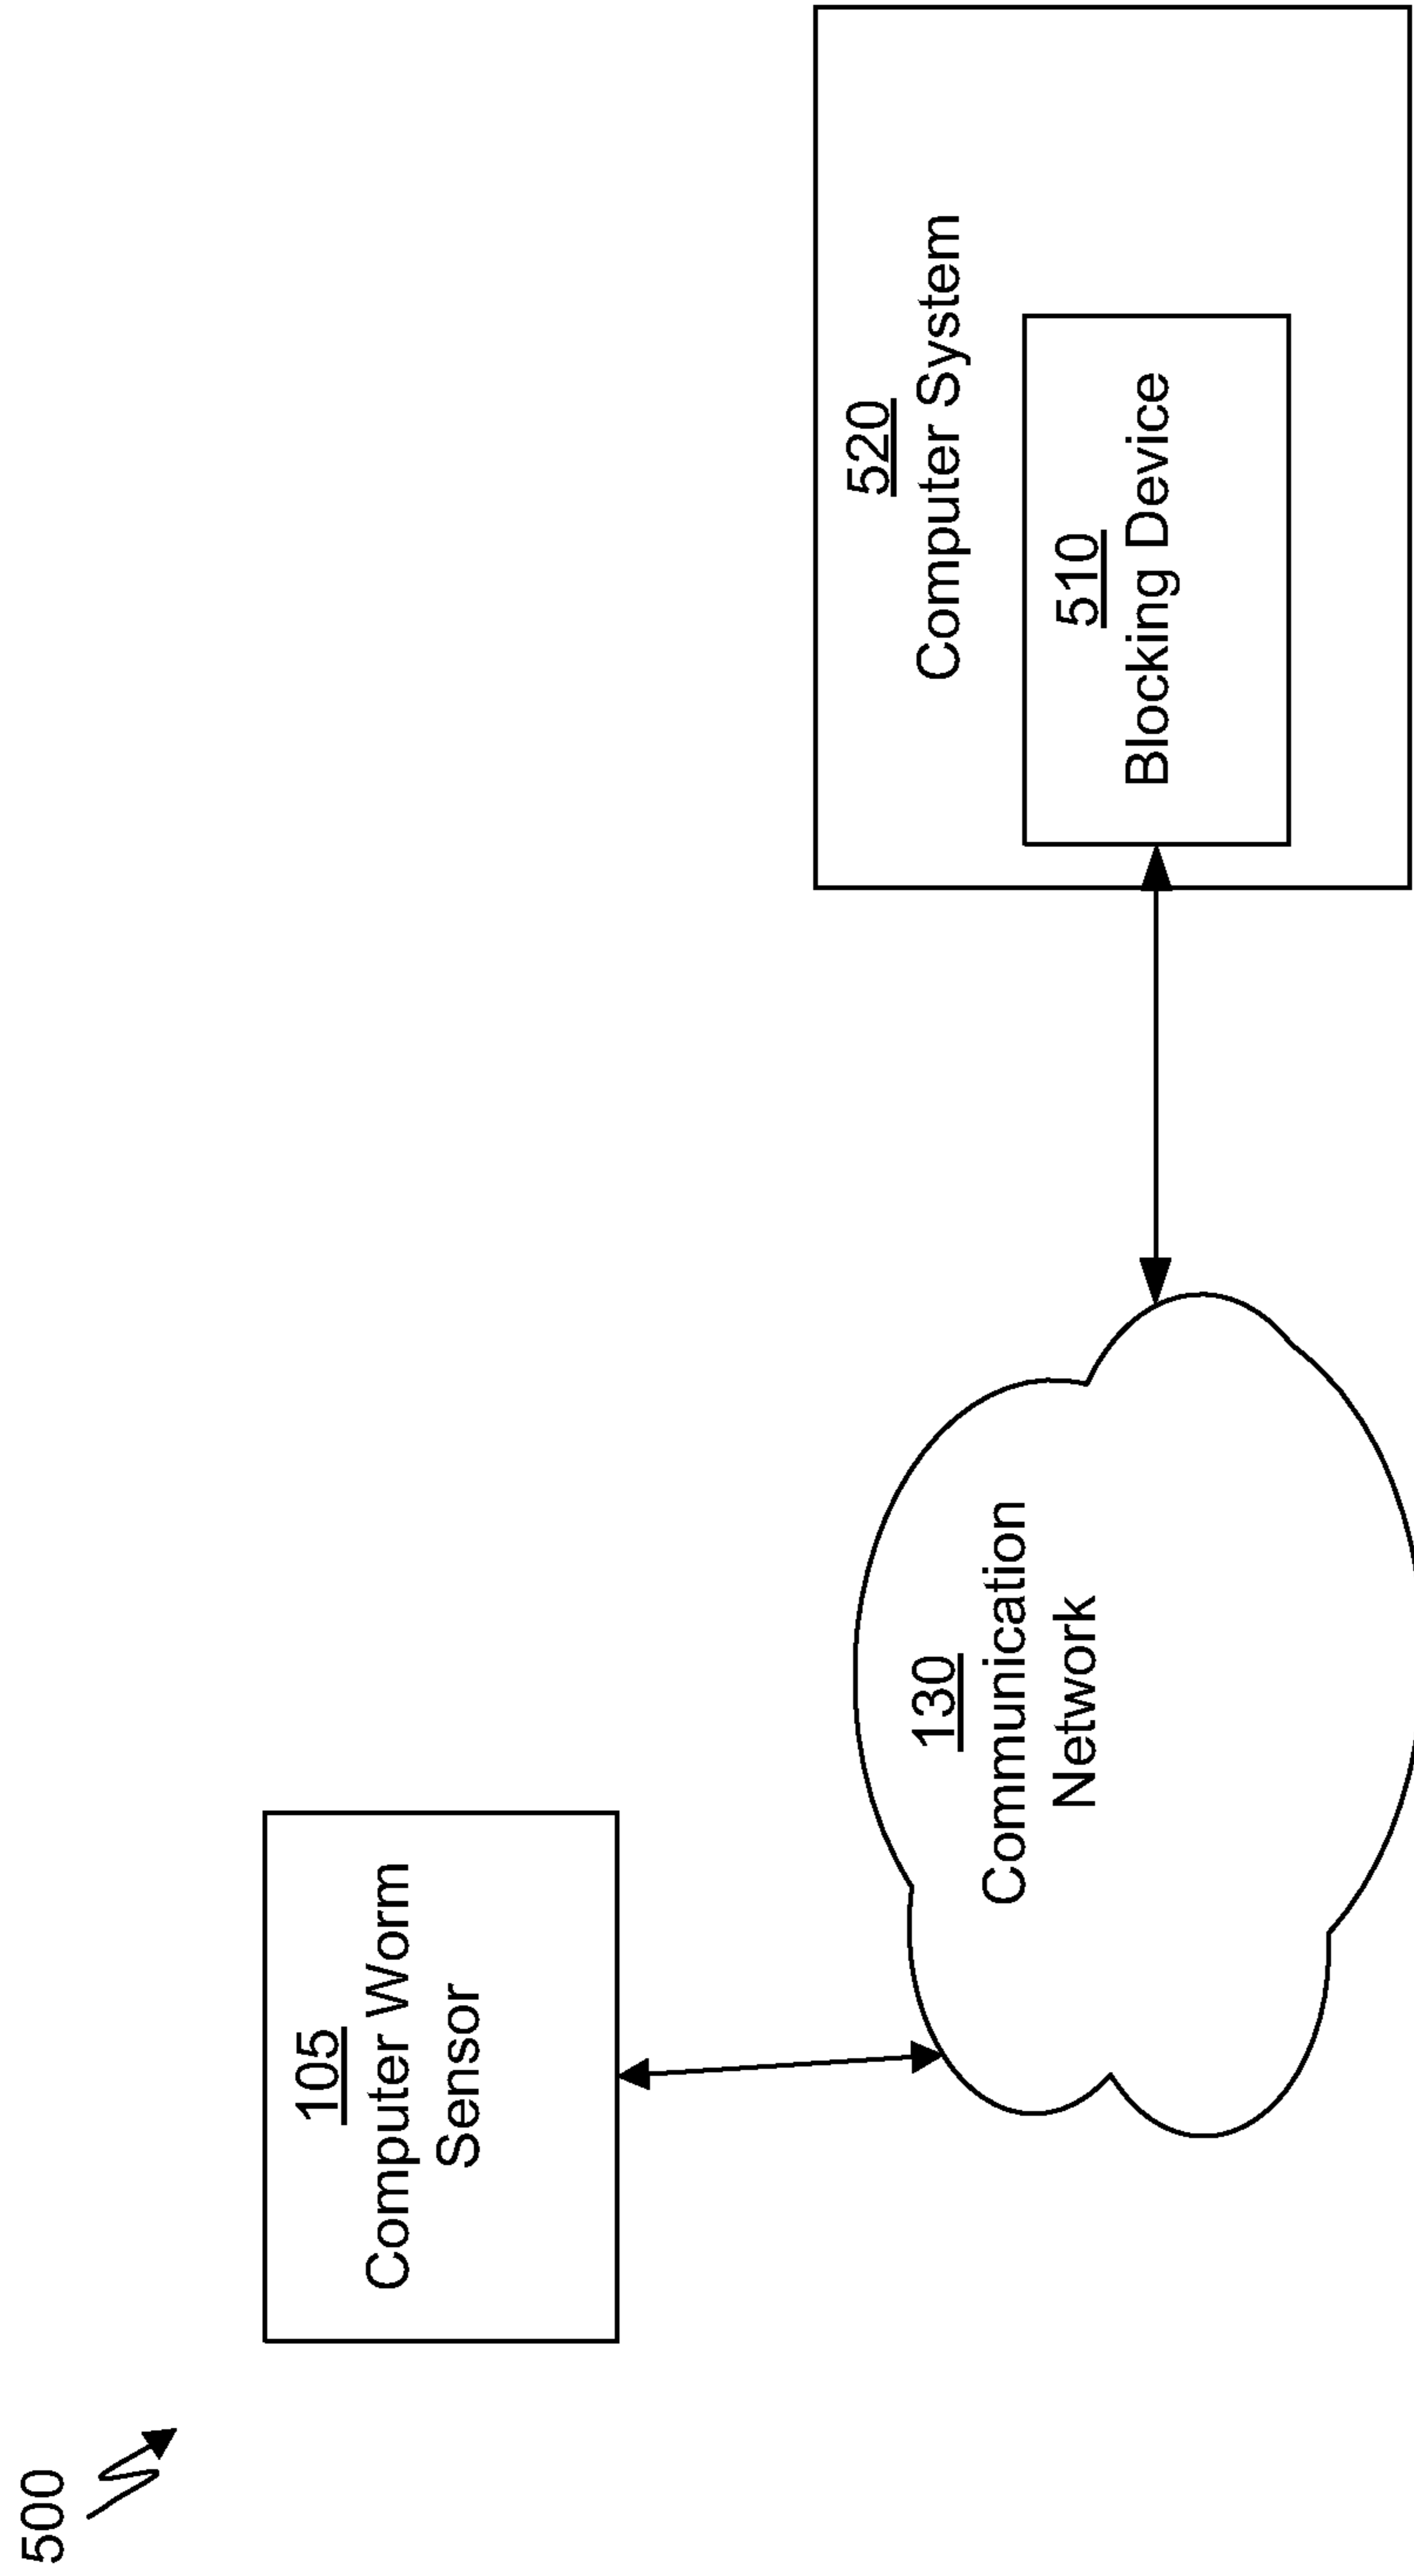 500
105
Computer Worm
Sensor
130
Communication
Network
520
Computer System
510
Blocking Device